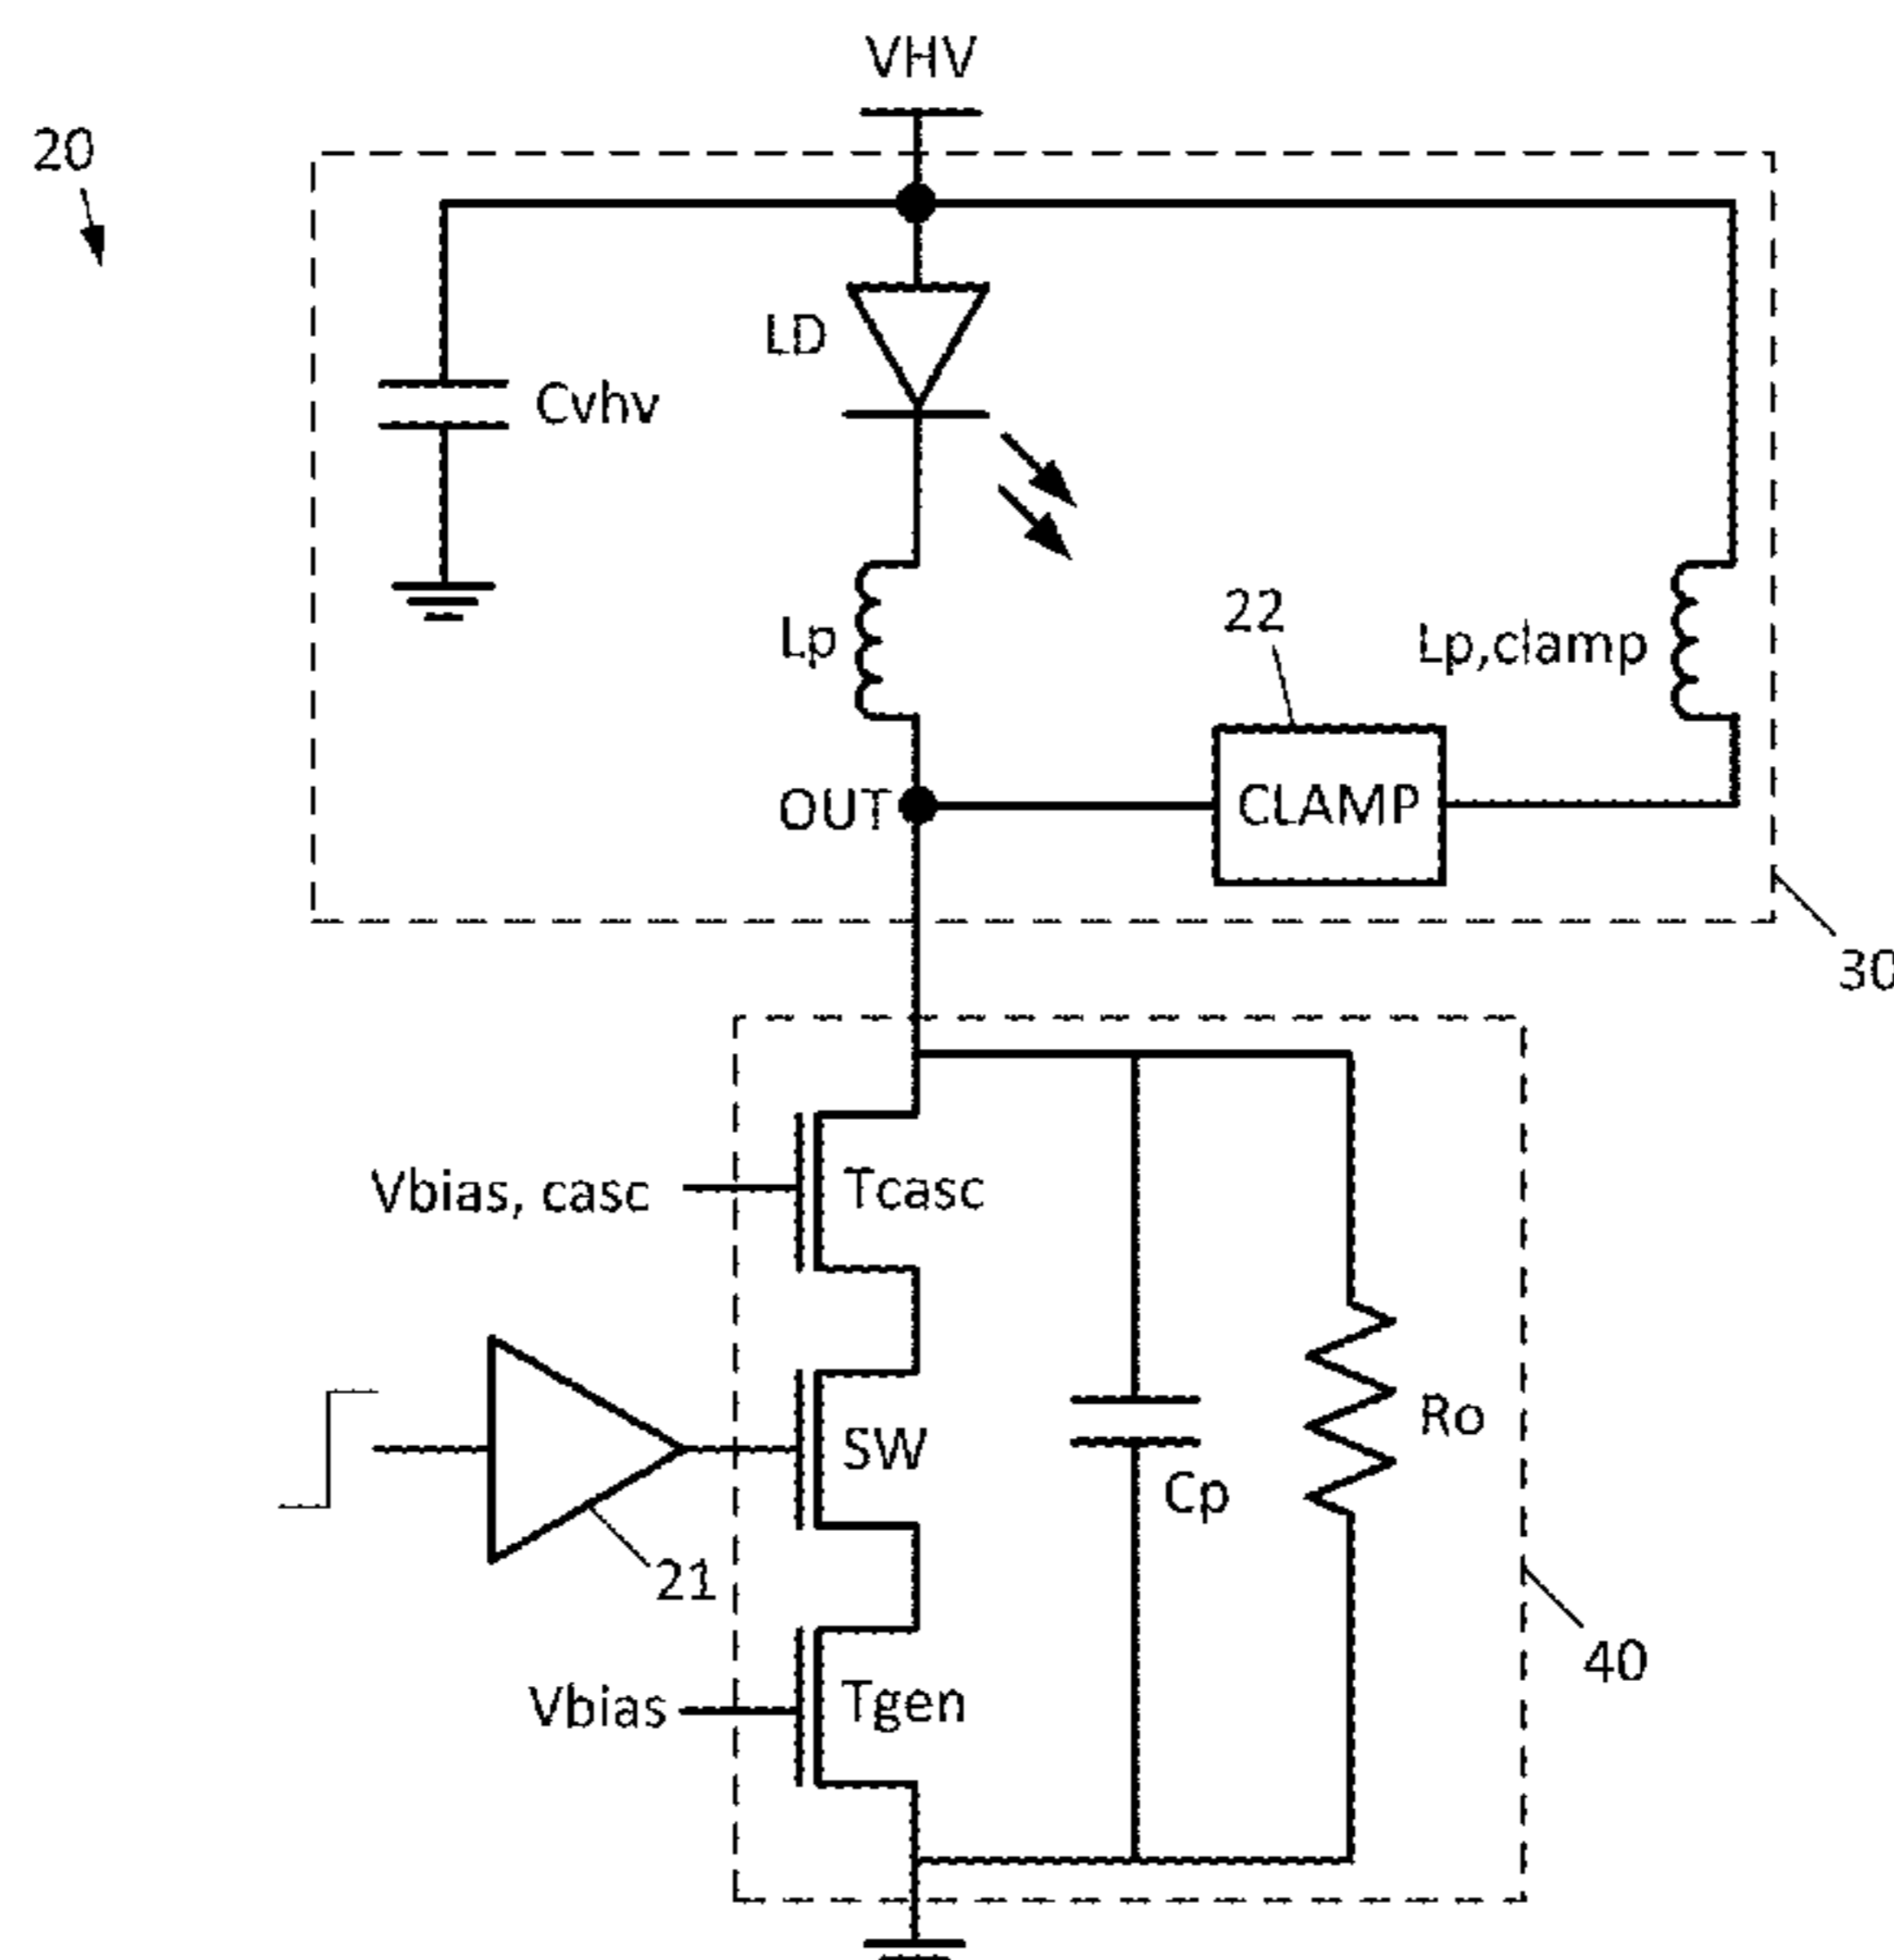 VHV
20
LD
Cvhv
22
Lp
Lp,clamp
OUT
CLAMP
30
Vbias, casc
Tcasc
SW
Ro
Cp
21
40
Vbias
Tgen